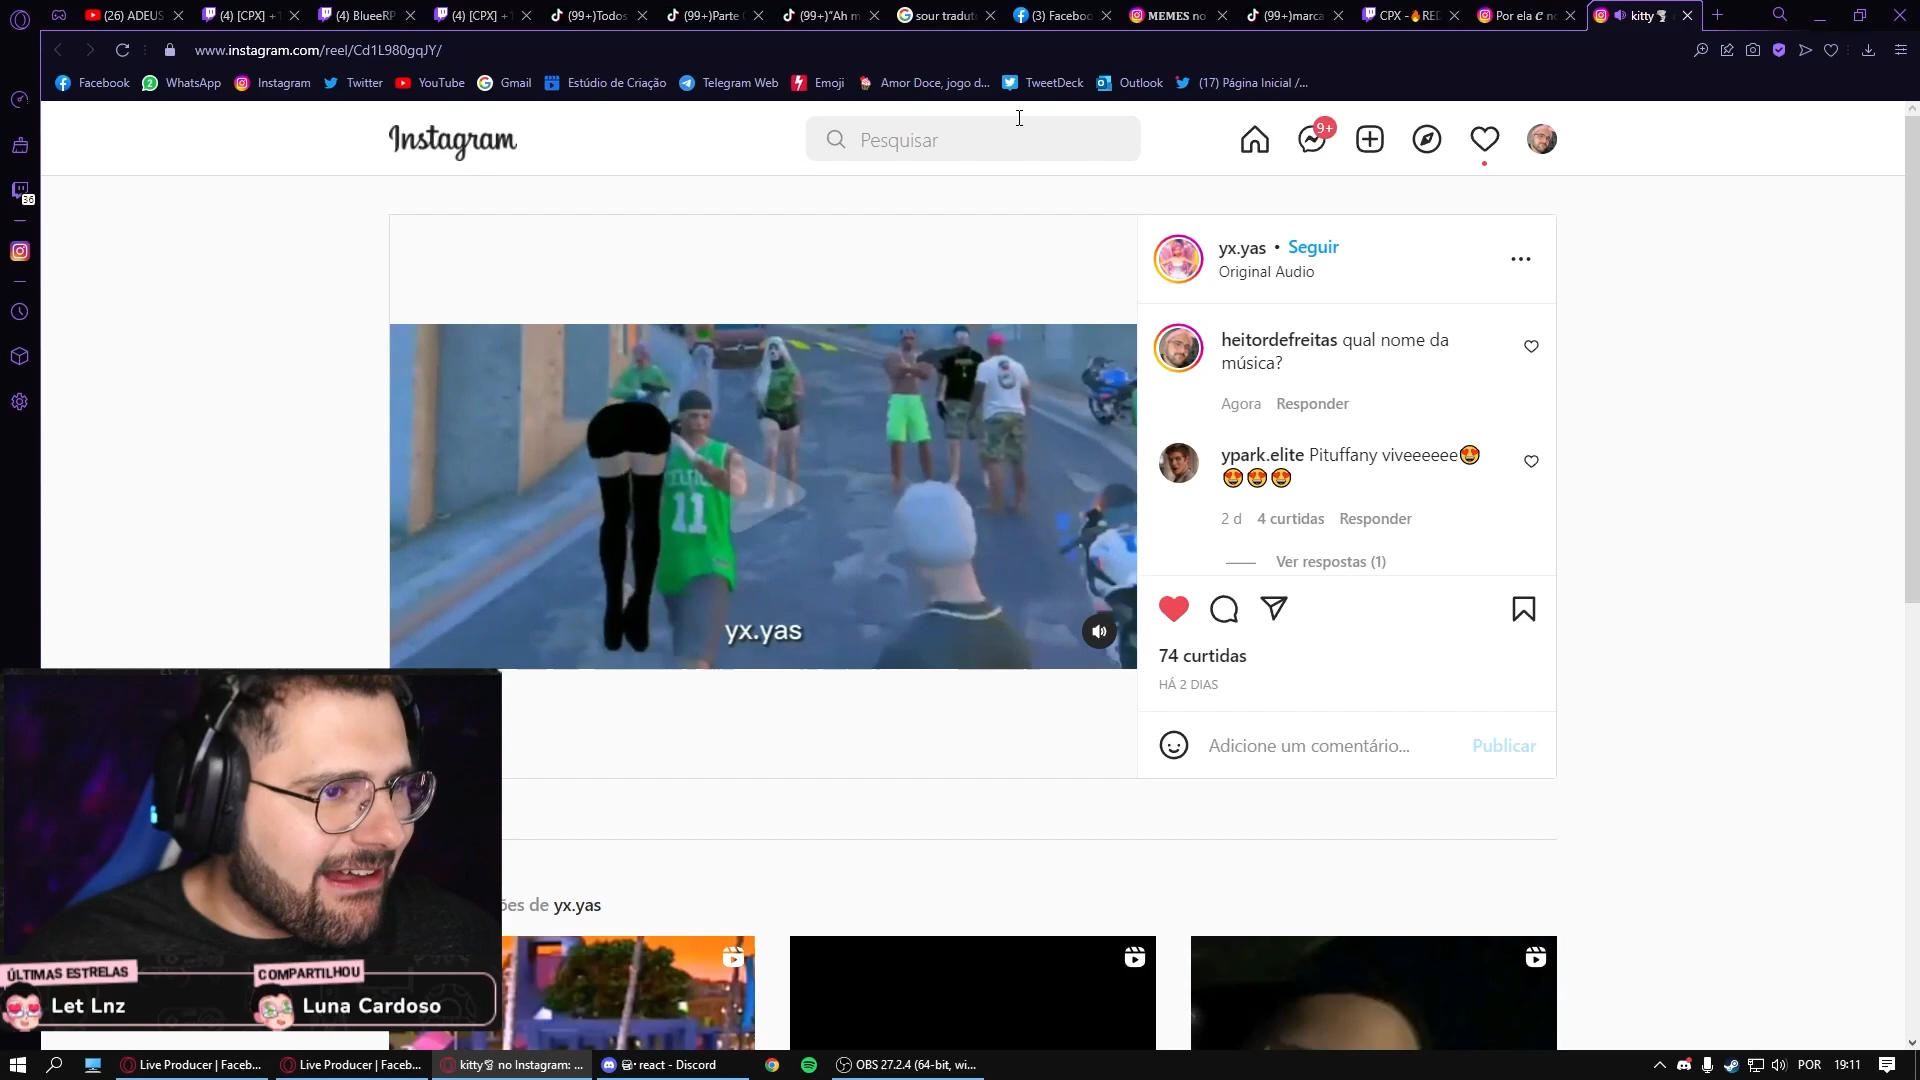 (26) ADEUS
(4) [CPX] +
(4) BlueeRP
(4) [CPX] +
(99+)Todos
(99+)Parte
(99+)"Ah m
sour tradut
(3) Faceboo
MEMES no
(99+)marca
CPX - RED
Por ela
kitty
www.instagram.com/reel/Cd1L980gqJY/
Facebook
WhatsApp
Instagram
Twitter
YouTube
Gmail
Estúdio de Criação
Telegram Web
Emoji
Amor Doce, jogo d...
TweetDeck
Outlook
(17) Página Inicial /...
36
Instagram
Pesquisar
9+
yx.yas • Seguir
Original Audio
heitordefreitas qual nome da
música?
Agora Responder
ypark.elite Pituffany viveeeeee😍
😍😍😍
2 d 4 curtidas Responder
Ver respostas (1)
11
yx.yas
74 curtidas
HÁ 2 DIAS
Adicione um comentário...
Publicar
ões de yx.yas
ÚLTIMAS ESTRELAS
Let Lnz
COMPARTILHOU
Luna Cardoso
Live Producer | Faceb...
Live Producer | Faceb...
kitty no Instagram: ...
react - Discord
OBS 27.2.4 (64-bit, wi...
POR
19:11